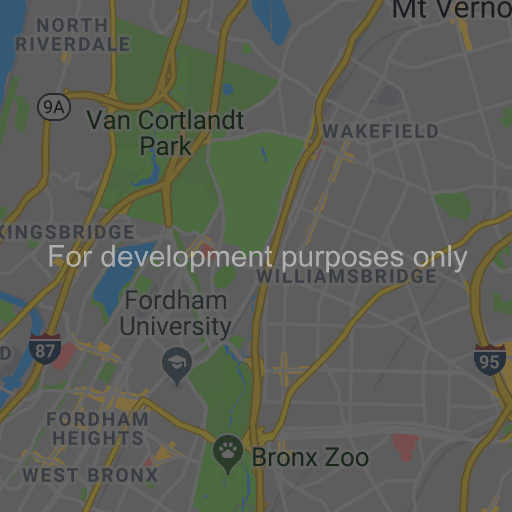 Mt Verno
NORTH
RIVERDALE
9A
Van Cortlandt
Park
WAKEFIELD
KINGSBRIDGE
For development purposes only
WILLIAMSBRIDGE
Fordham
University
87
95
D
FORDHAM
HEIGHTS
Bronx Zoo
WEST BRONX